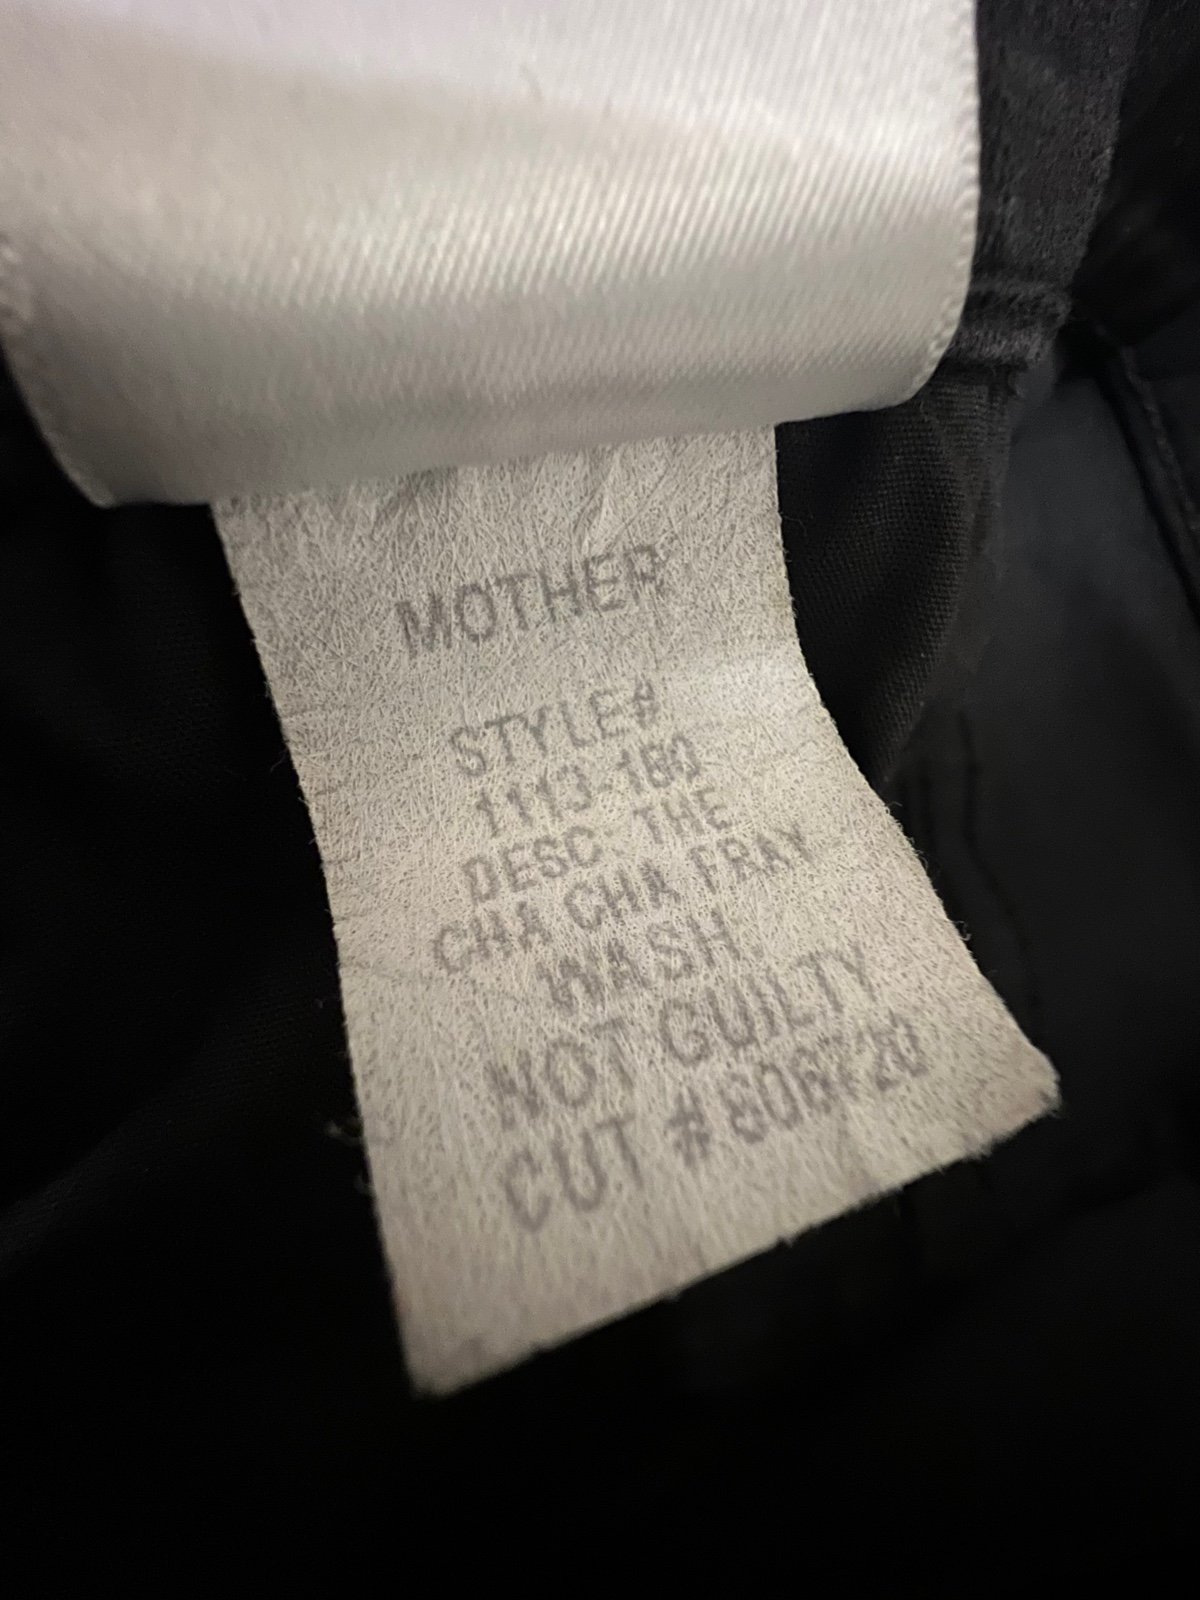 MOTHER
STYLE#
1113-180
DESC: THE
CHA CHA FRAY
WASH
NOT GUILTY
CUT #